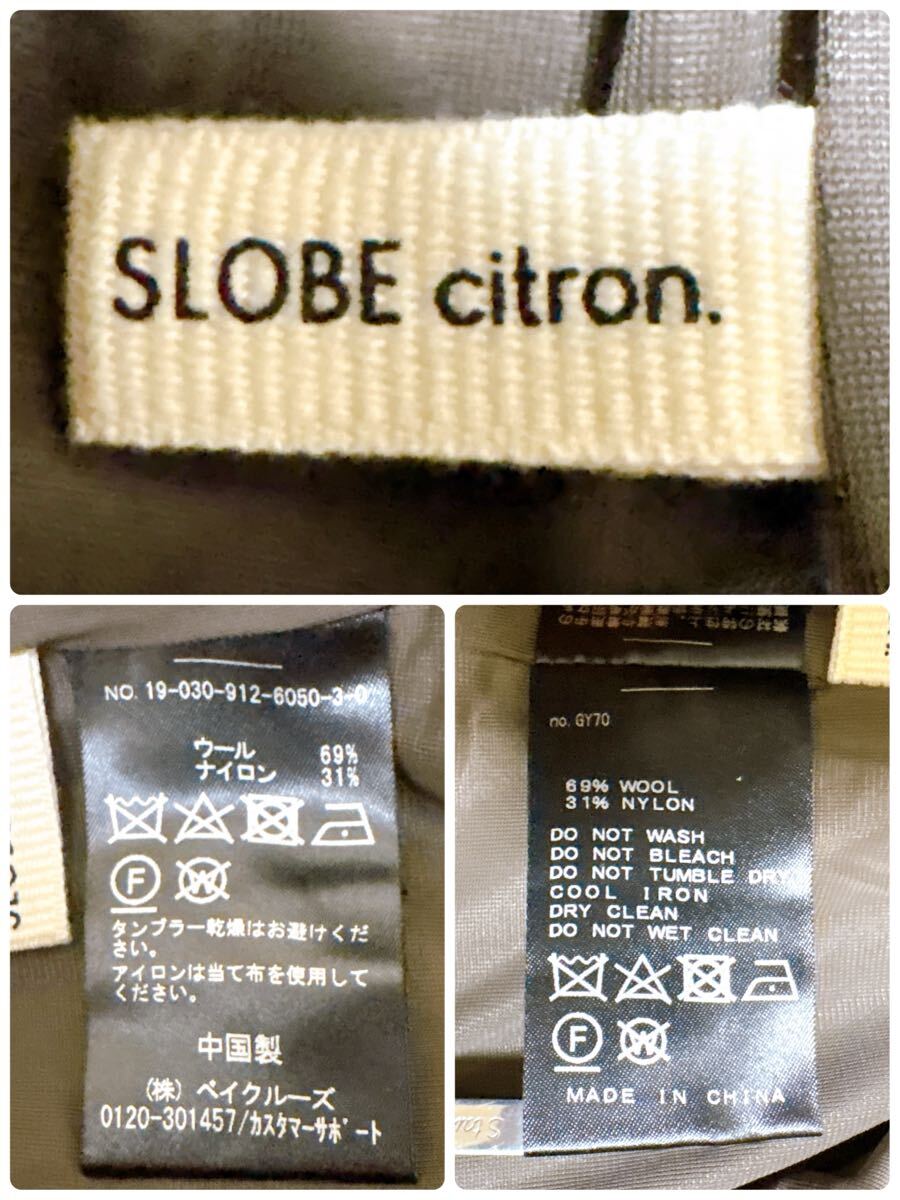 SLOBE citron.
NO. 19-030-912-6050-3-0
ウール 69%
ナイロン 31%
F W
タンブラー乾燥はお避けくだ
さい。
アイロンは当て布を使用して
ください。
中国製
(株) ベイクルーズ
0120-301457/カスタマーサポート
no. GY70
69% WOOL
31% NYLON
DO NOT WASH
DO NOT BLEACH
DO NOT TUMBLE DRY
COOL IRON
DRY CLEAN
DO NOT WET CLEAN
F W
MADE IN CHINA